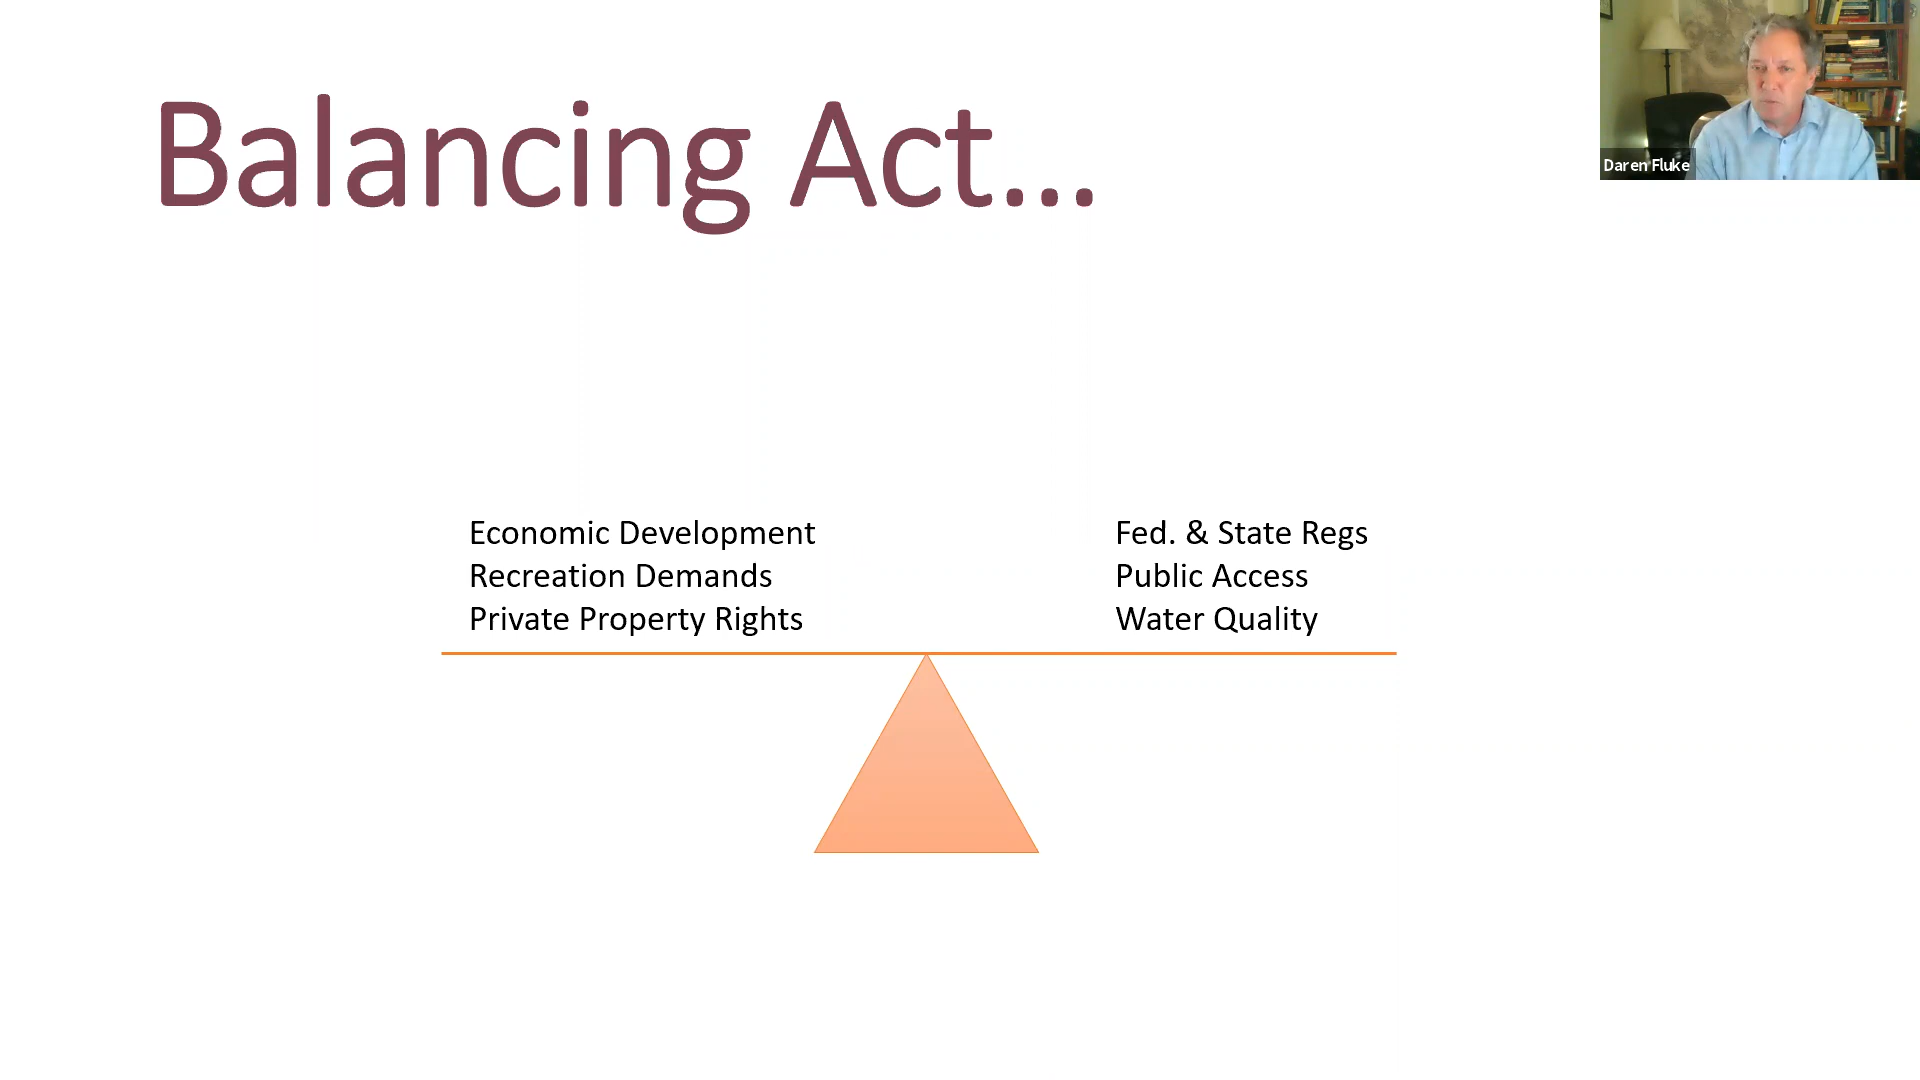 Balancing Act...
Daren Fluke
Economic Development
Recreation Demands
Private Property Rights
Fed. & State Regs
Public Access
Water Quality